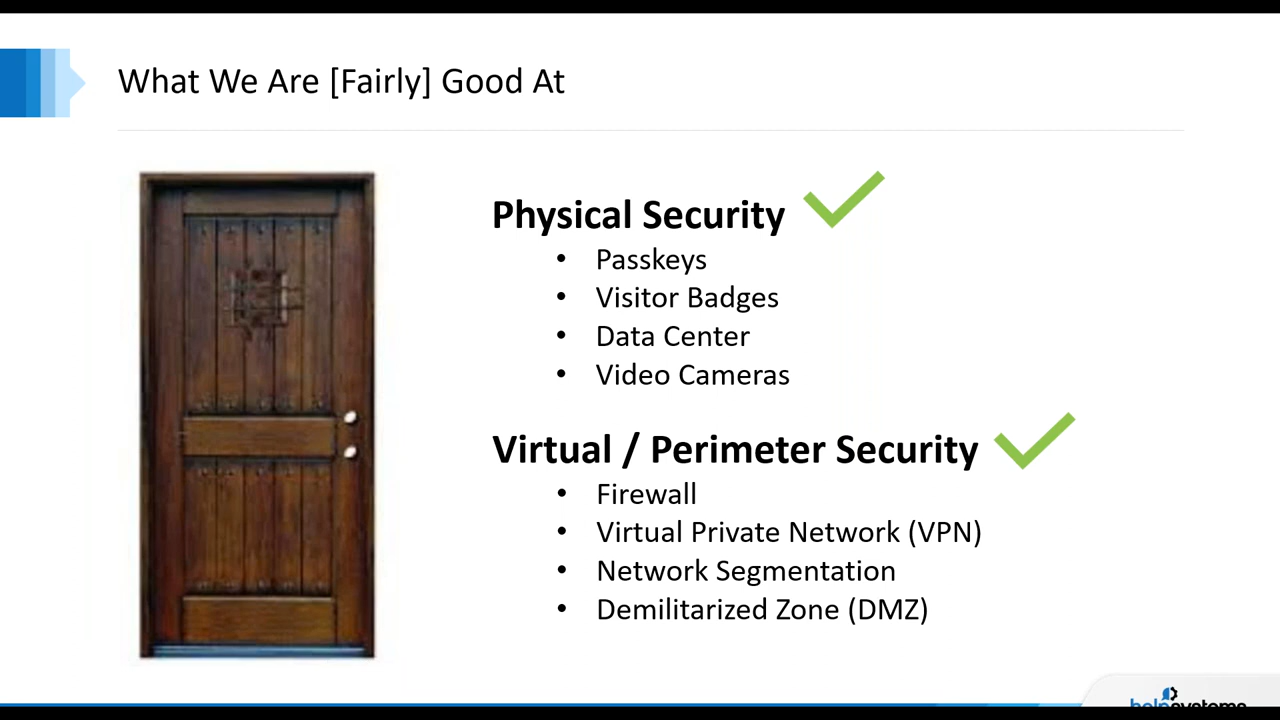 What We Are [Fairly] Good At
Physical Security
• Passkeys
• Visitor Badges
• Data Center
• Video Cameras
Virtual / Perimeter Security
• Firewall
• Virtual Private Network (VPN)
• Network Segmentation
• Demilitarized Zone (DMZ)
helpsystems